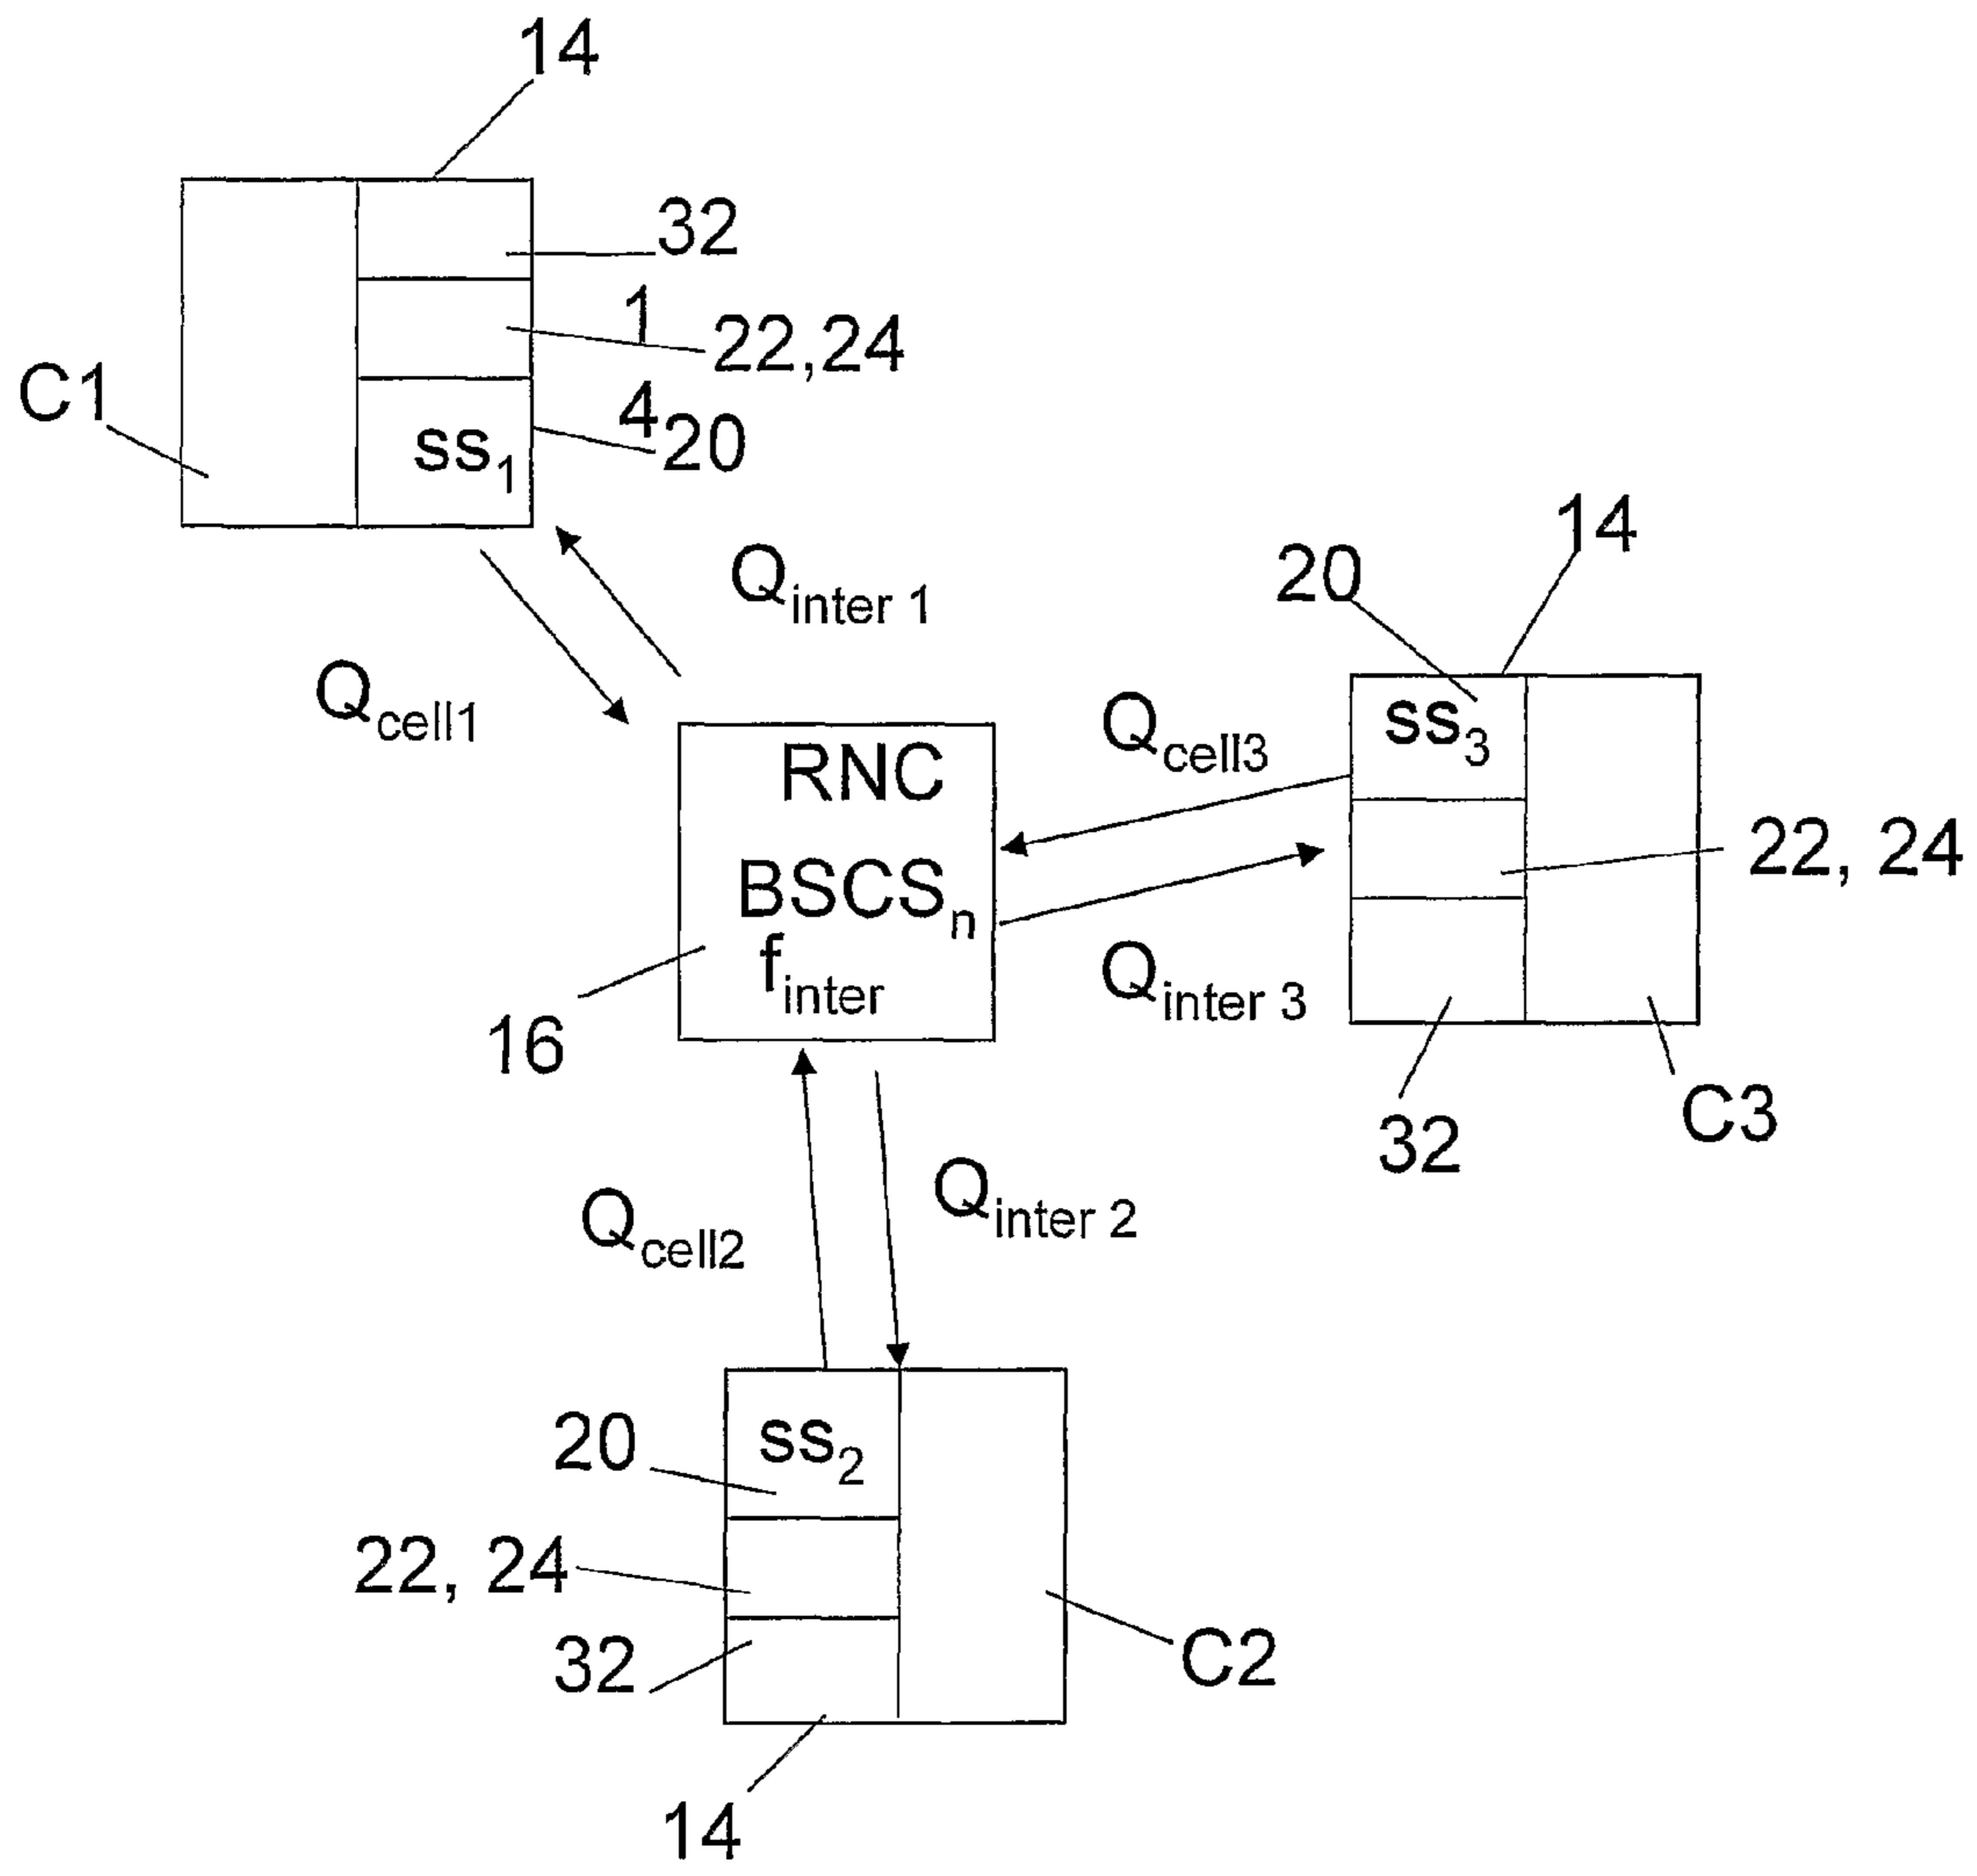 14
32
1
22,24
C1
4
20
ss1
14
Qinter 1
20
Qcell1
Qcell3
ss3
RNC
22, 24
BSCSn
finter
Qinter 3
16
C3
32
Qinter 2
Qcell2
20
ss2
22, 24
32
C2
14